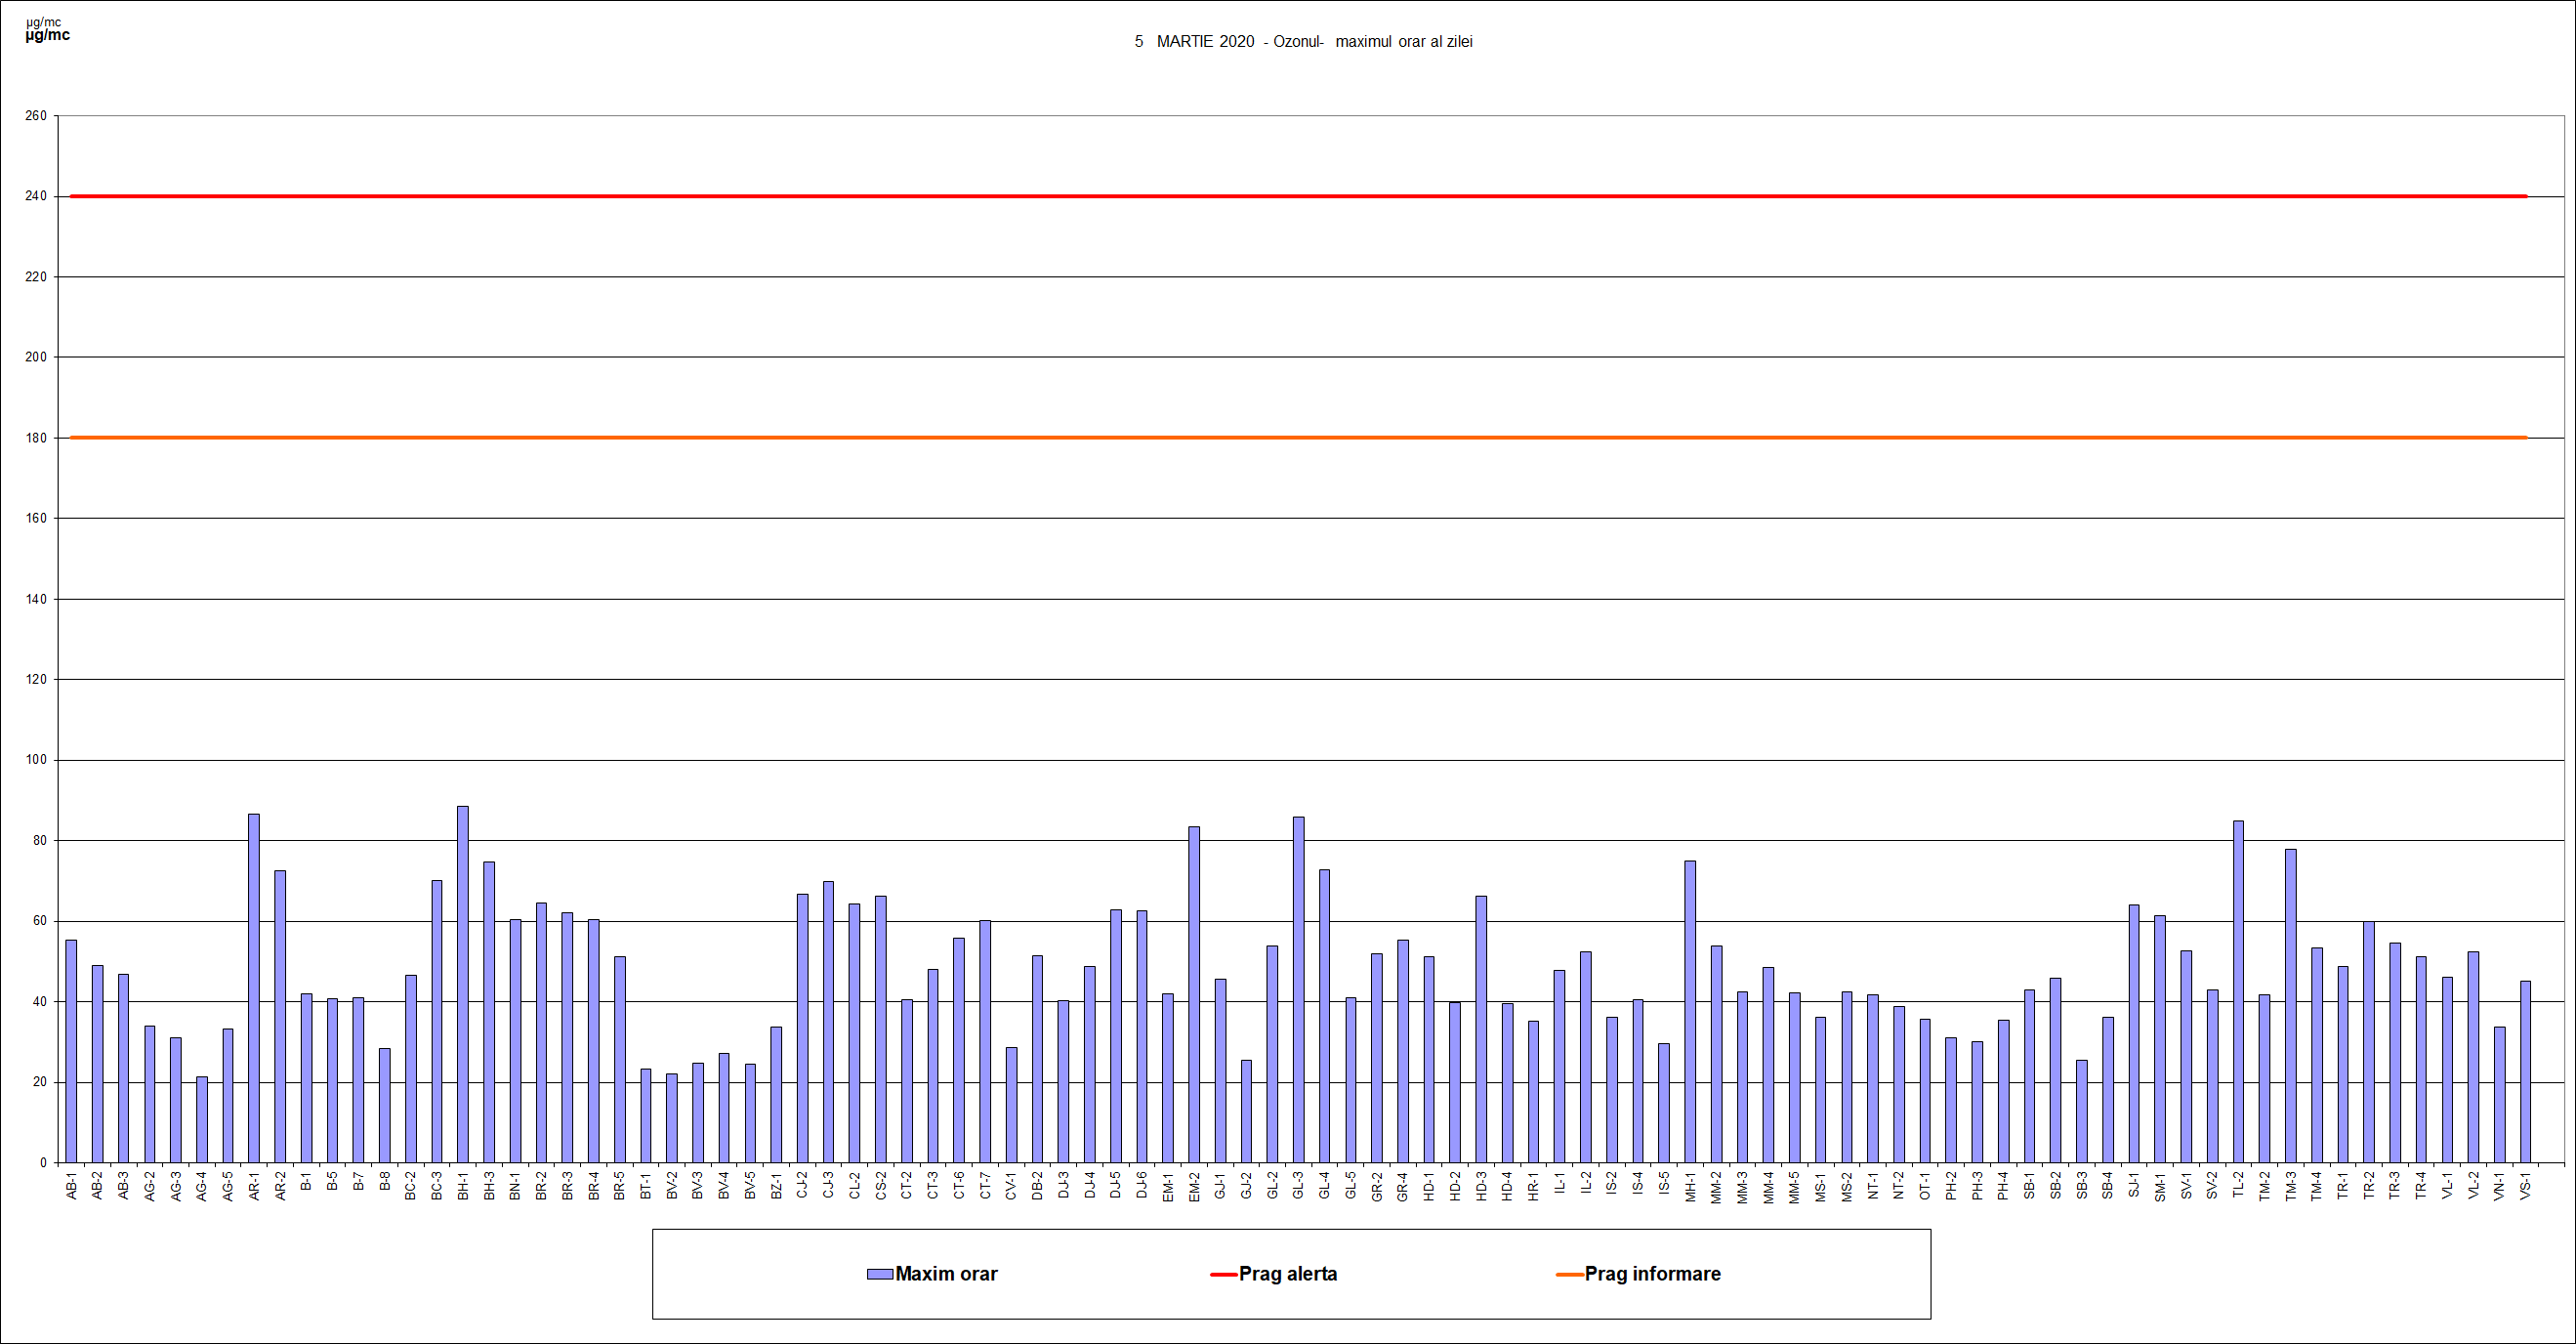 µg/mc
µg/mc
5 MARTIE 2020 - Ozonul- maximul orar al zilei
260
240
220
200
180
160
140
120
100
80
60
40
20
0
AB-1
AB-2
AB-3
AG-2
AG-3
AG-4
AG-5
AR-1
AR-2
B-1
B-5
B-7
B-8
BC-2
BC-3
BH-1
BH-3
BN-1
BR-2
BR-3
BR-4
BR-5
BT-1
BV-2
BV-3
BV-4
BV-5
BZ-1
CJ-2
CJ-3
CL-2
CS-2
CT-2
CT-3
CT-6
CT-7
CV-1
DB-2
DJ-3
DJ-4
DJ-5
DJ-6
EM-1
EM-2
GJ-1
GJ-2
GL-2
GL-3
GL-4
GL-5
GR-2
GR-4
HD-1
HD-2
HD-3
HD-4
HR-1
IL-1
IL-2
IS-2
IS-4
IS-5
MH-1
MM-2
MM-3
MM-4
MM-5
MS-1
MS-2
NT-1
NT-2
OT-1
PH-2
PH-3
PH-4
SB-1
SB-2
SB-3
SB-4
SJ-1
SM-1
SV-1
SV-2
TL-2
TM-2
TM-3
TM-4
TR-1
TR-2
TR-3
TR-4
VL-1
VL-2
VN-1
VS-1
Maxim orar
Prag alerta
Prag informare